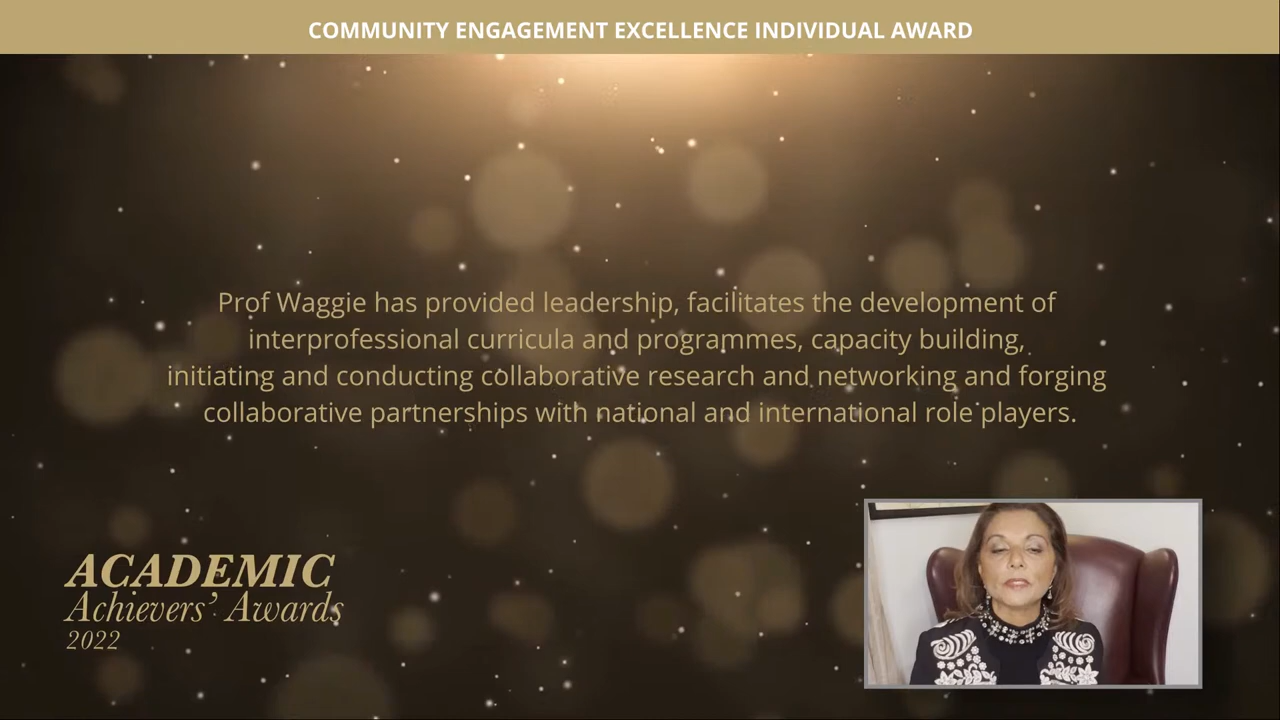 COMMUNITY ENGAGEMENT EXCELLENCE INDIVIDUAL AWARD
Prof Waggie has provided leadership, facilitates the development of
interprofessional curricula and programmes, capacity building,
initiating and conducting collaborative research and networking and forging
collaborative partnerships with national and international role players.
ACADEMIC
Achievers’ Awards
2022